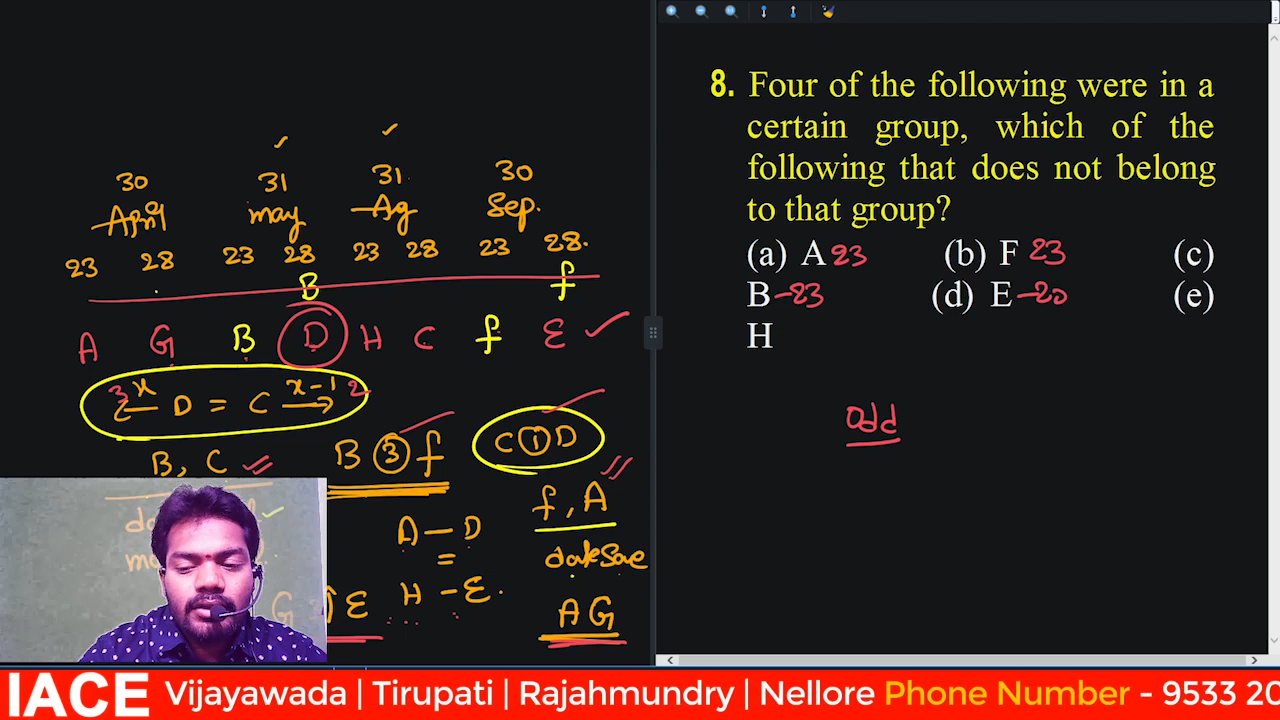 8. Four of the following were in a
certain group, which of the
following that does not belong
to that group?
(a) A 23 (b) F 23 (c)
B -23 (d) E -20 (e)
H
odd
30 31 31 30
April may Ag Sep.
23 28 23 28 23 28 23 28.
B f
A G B D H C f E
3 x D = C x-1 2
B 3 f C 1 D
B, C
f, A
A - D
=
H - E.
date Same
G E
A G
IACE Vijayawada | Tirupati | Rajahmundry | Nellore Phone Number - 9533 20